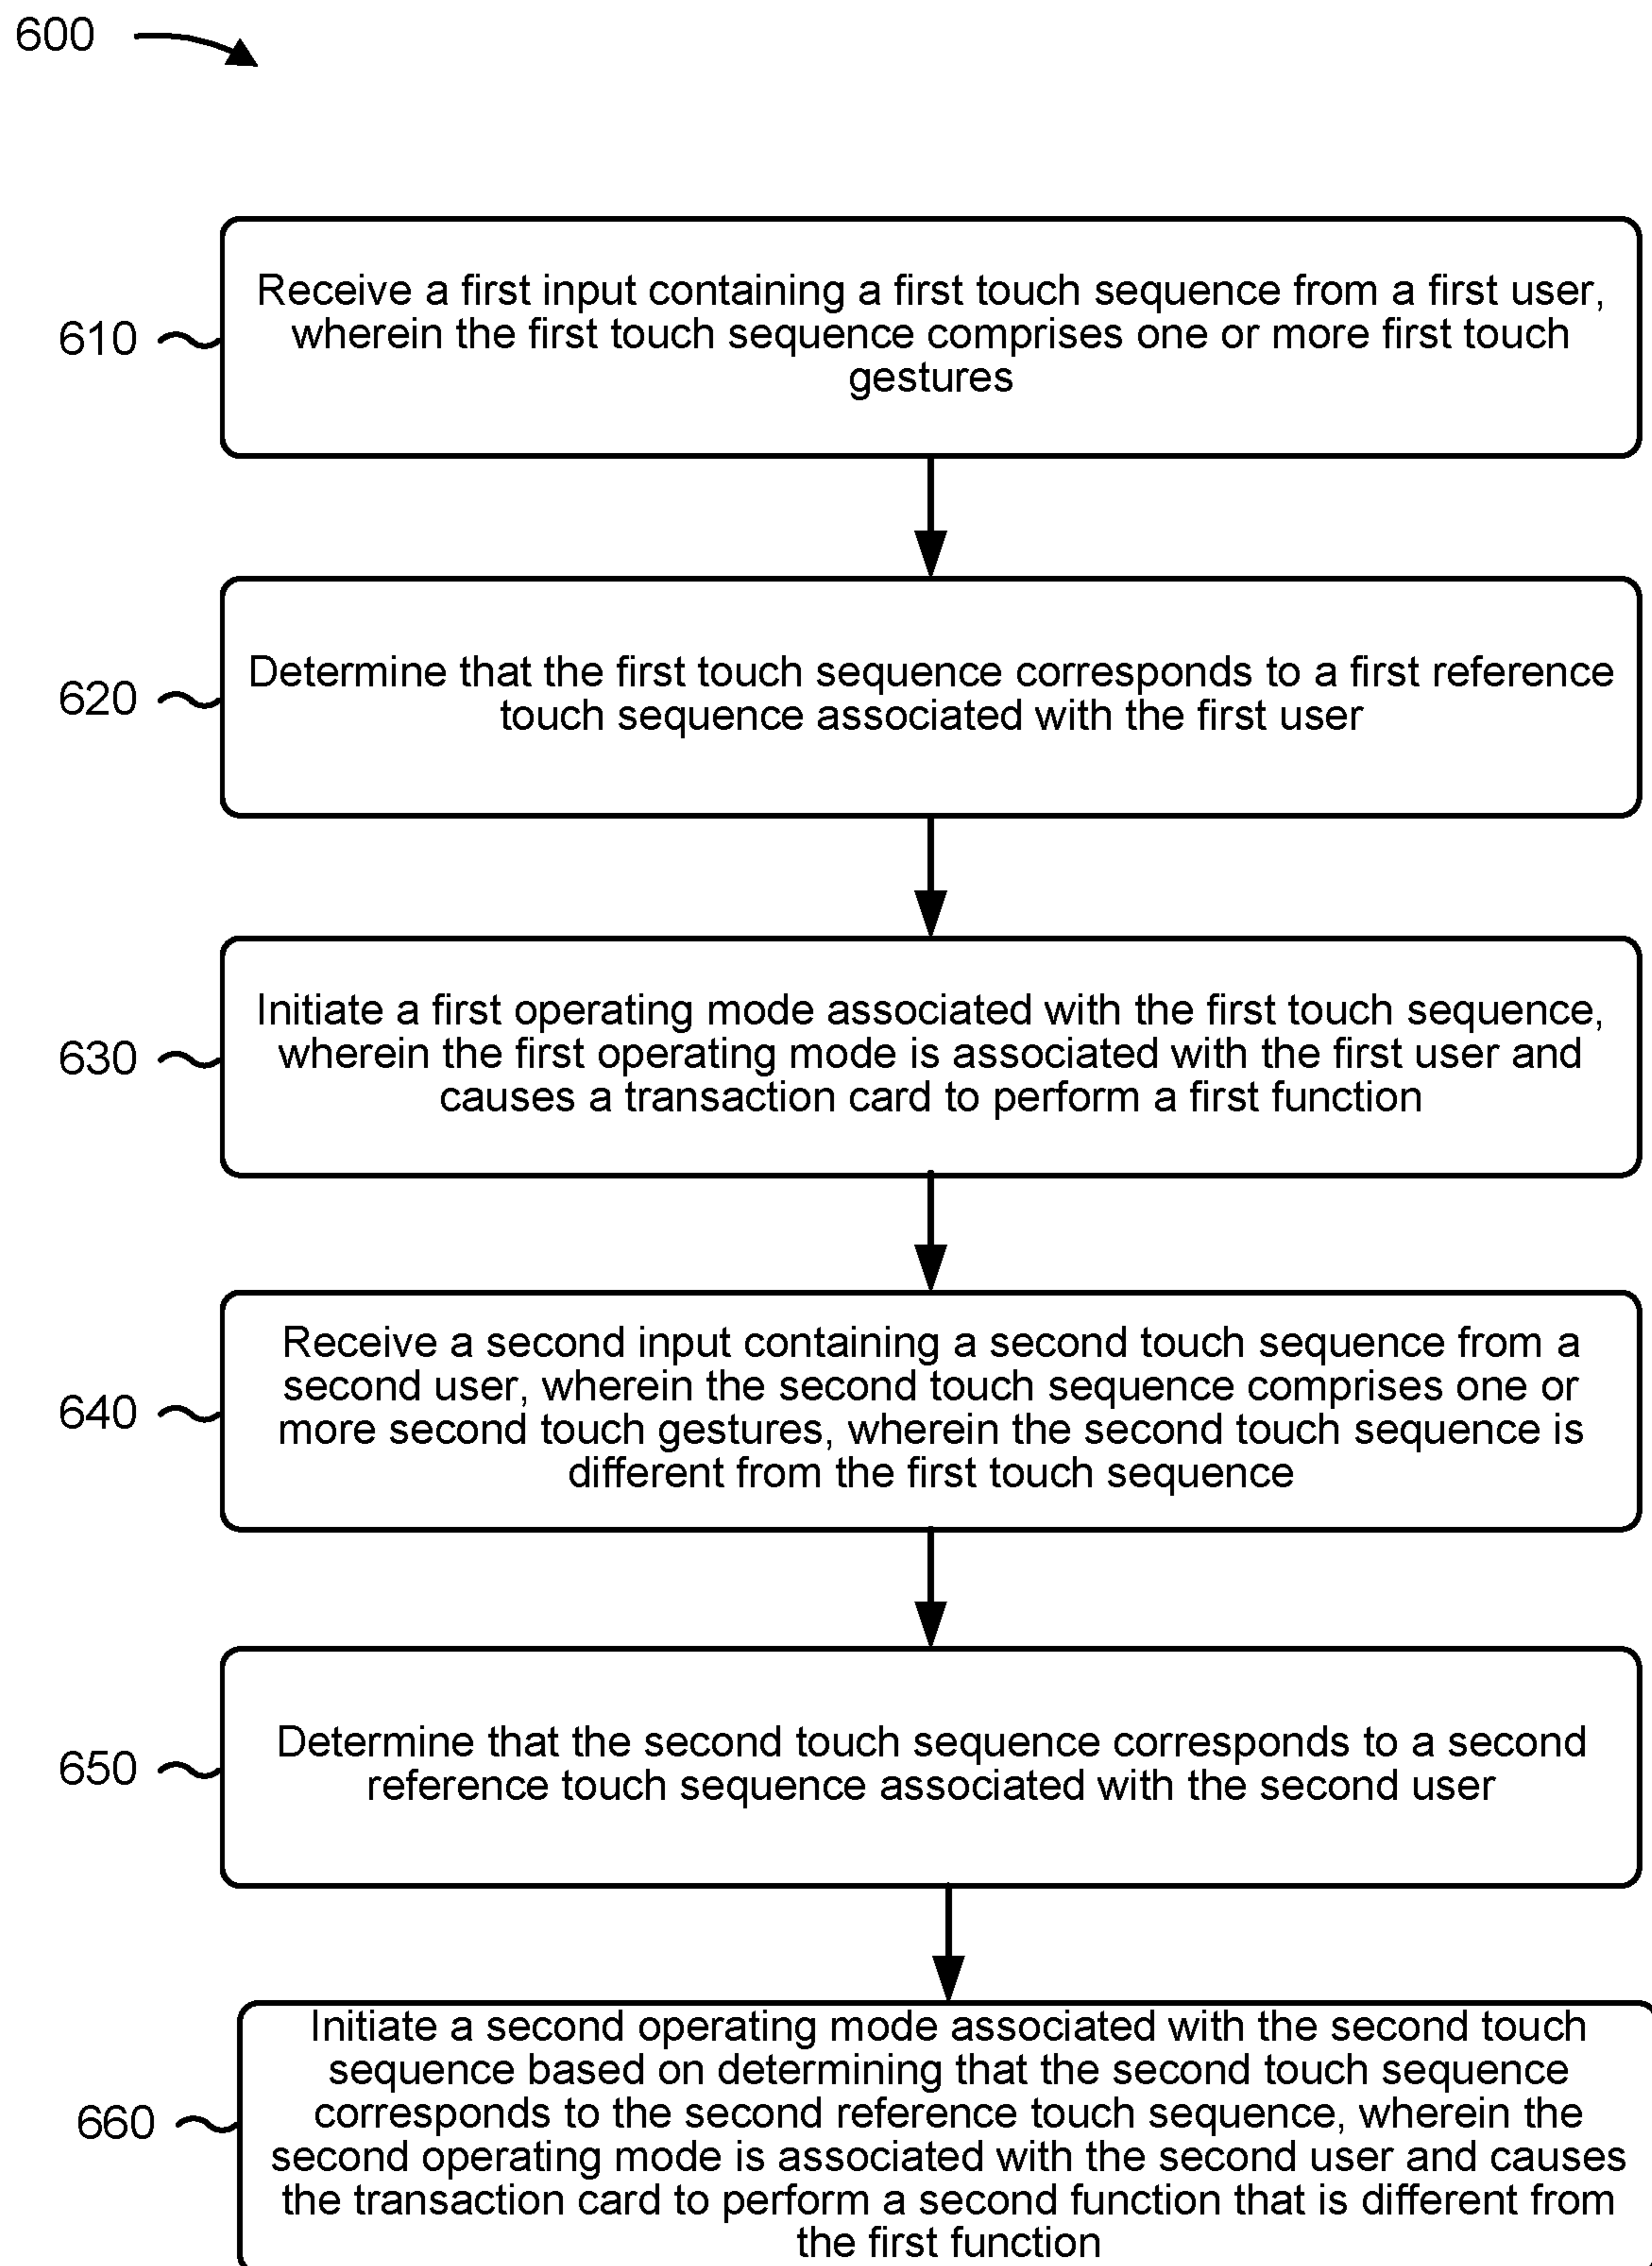 600
610
Receive a first input containing a first touch sequence from a first user,
wherein the first touch sequence comprises one or more first touch
gestures
620
Determine that the first touch sequence corresponds to a first reference
touch sequence associated with the first user
630
Initiate a first operating mode associated with the first touch sequence,
wherein the first operating mode is associated with the first user and
causes a transaction card to perform a first function
640
Receive a second input containing a second touch sequence from a
second user, wherein the second touch sequence comprises one or
more second touch gestures, wherein the second touch sequence is
different from the first touch sequence
650
Determine that the second touch sequence corresponds to a second
reference touch sequence associated with the second user
660
Initiate a second operating mode associated with the second touch
sequence based on determining that the second touch sequence
corresponds to the second reference touch sequence, wherein the
second operating mode is associated with the second user and causes
the transaction card to perform a second function that is different from
the first function